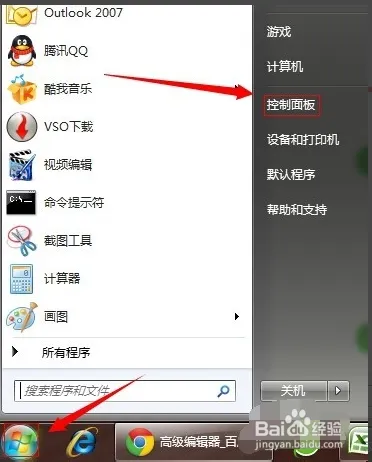 Outlook 2007
腾讯QQ
酷我音乐
VSO下载
视频编辑
C:\_
命令提示符
截图工具
计算器
画图
所有程序
搜索程序和文件
游戏
计算机
控制面板
设备和打印机
默认程序
帮助和支持
关机
高级编辑器_百
Baidu经验
jingyan.baidu.com